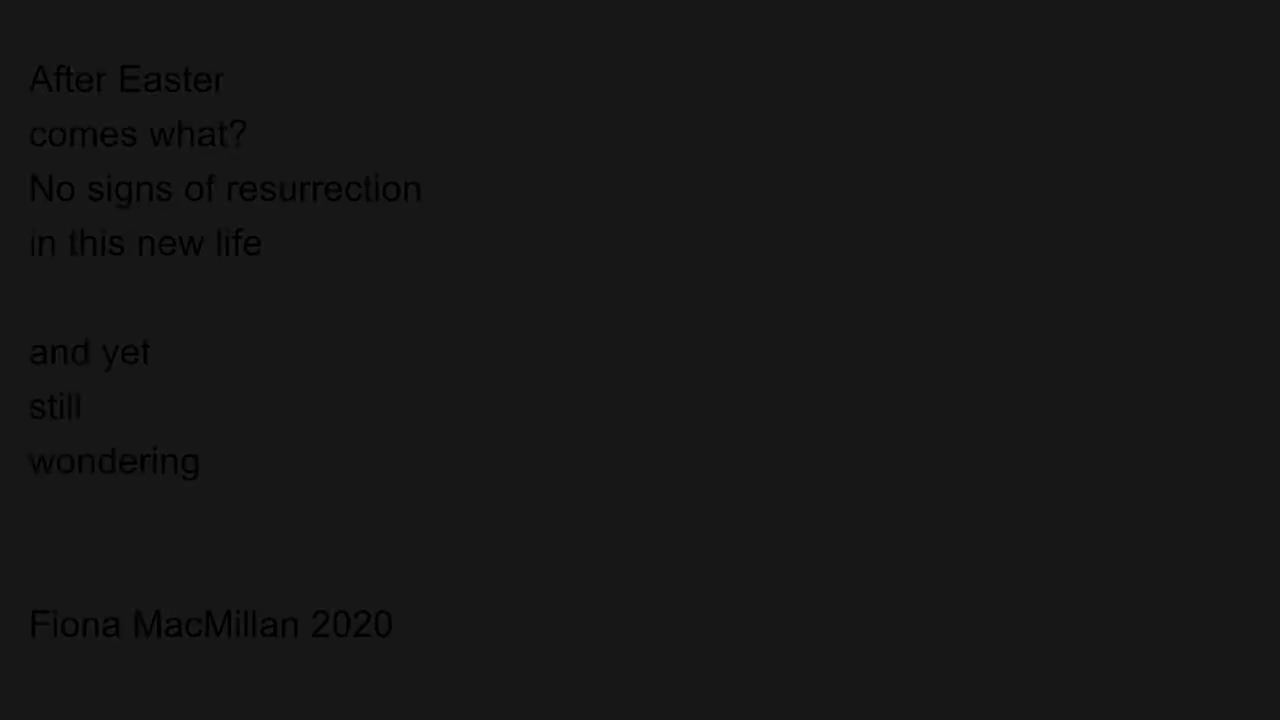 After Easter
comes what?
No signs of resurrection
in this new life
and yet
still
wondering
Fiona MacMillan 2020